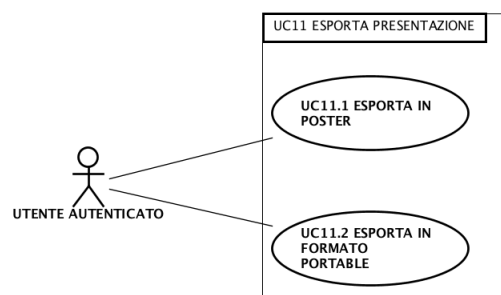 UC11 ESPORTA PRESENTAZIONE
UC11.1 ESPORTA IN
POSTER
UTENTE AUTENTICATO
UC11.2 ESPORTA IN
FORMATO
PORTABLE